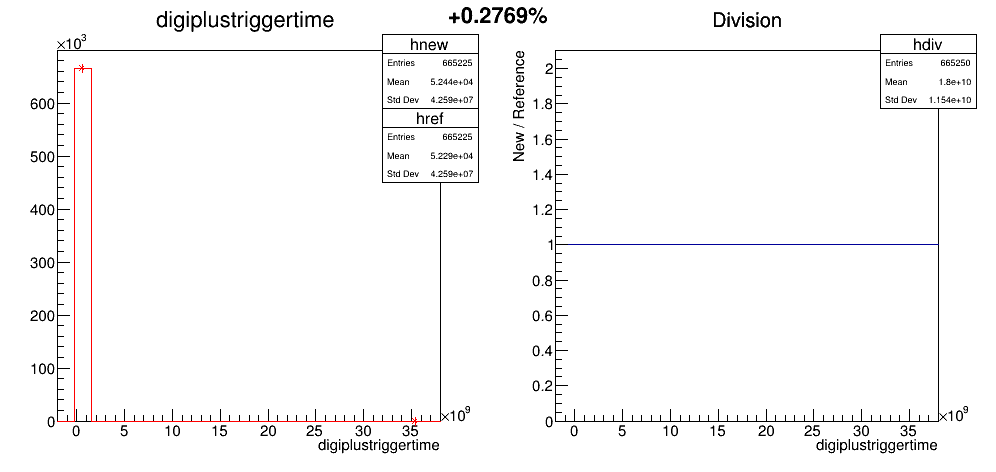 digiplustriggertime
+0.2769%
Division
×10³
hnew
Entries 665225
Mean 5.244e+04
Std Dev 4.259e+07
href
Entries 665225
Mean 5.229e+04
Std Dev 4.259e+07
600
500
400
300
200
100
0
0 5 10 15 20 25 30 35 ×10⁹
digiplustriggertime
hdiv
Entries 665250
Mean 1.8e+10
Std Dev 1.154e+10
New / Reference
2
1.8
1.6
1.4
1.2
1
0.8
0.6
0.4
0.2
0
0 5 10 15 20 25 30 35 ×10⁹
digiplustriggertime